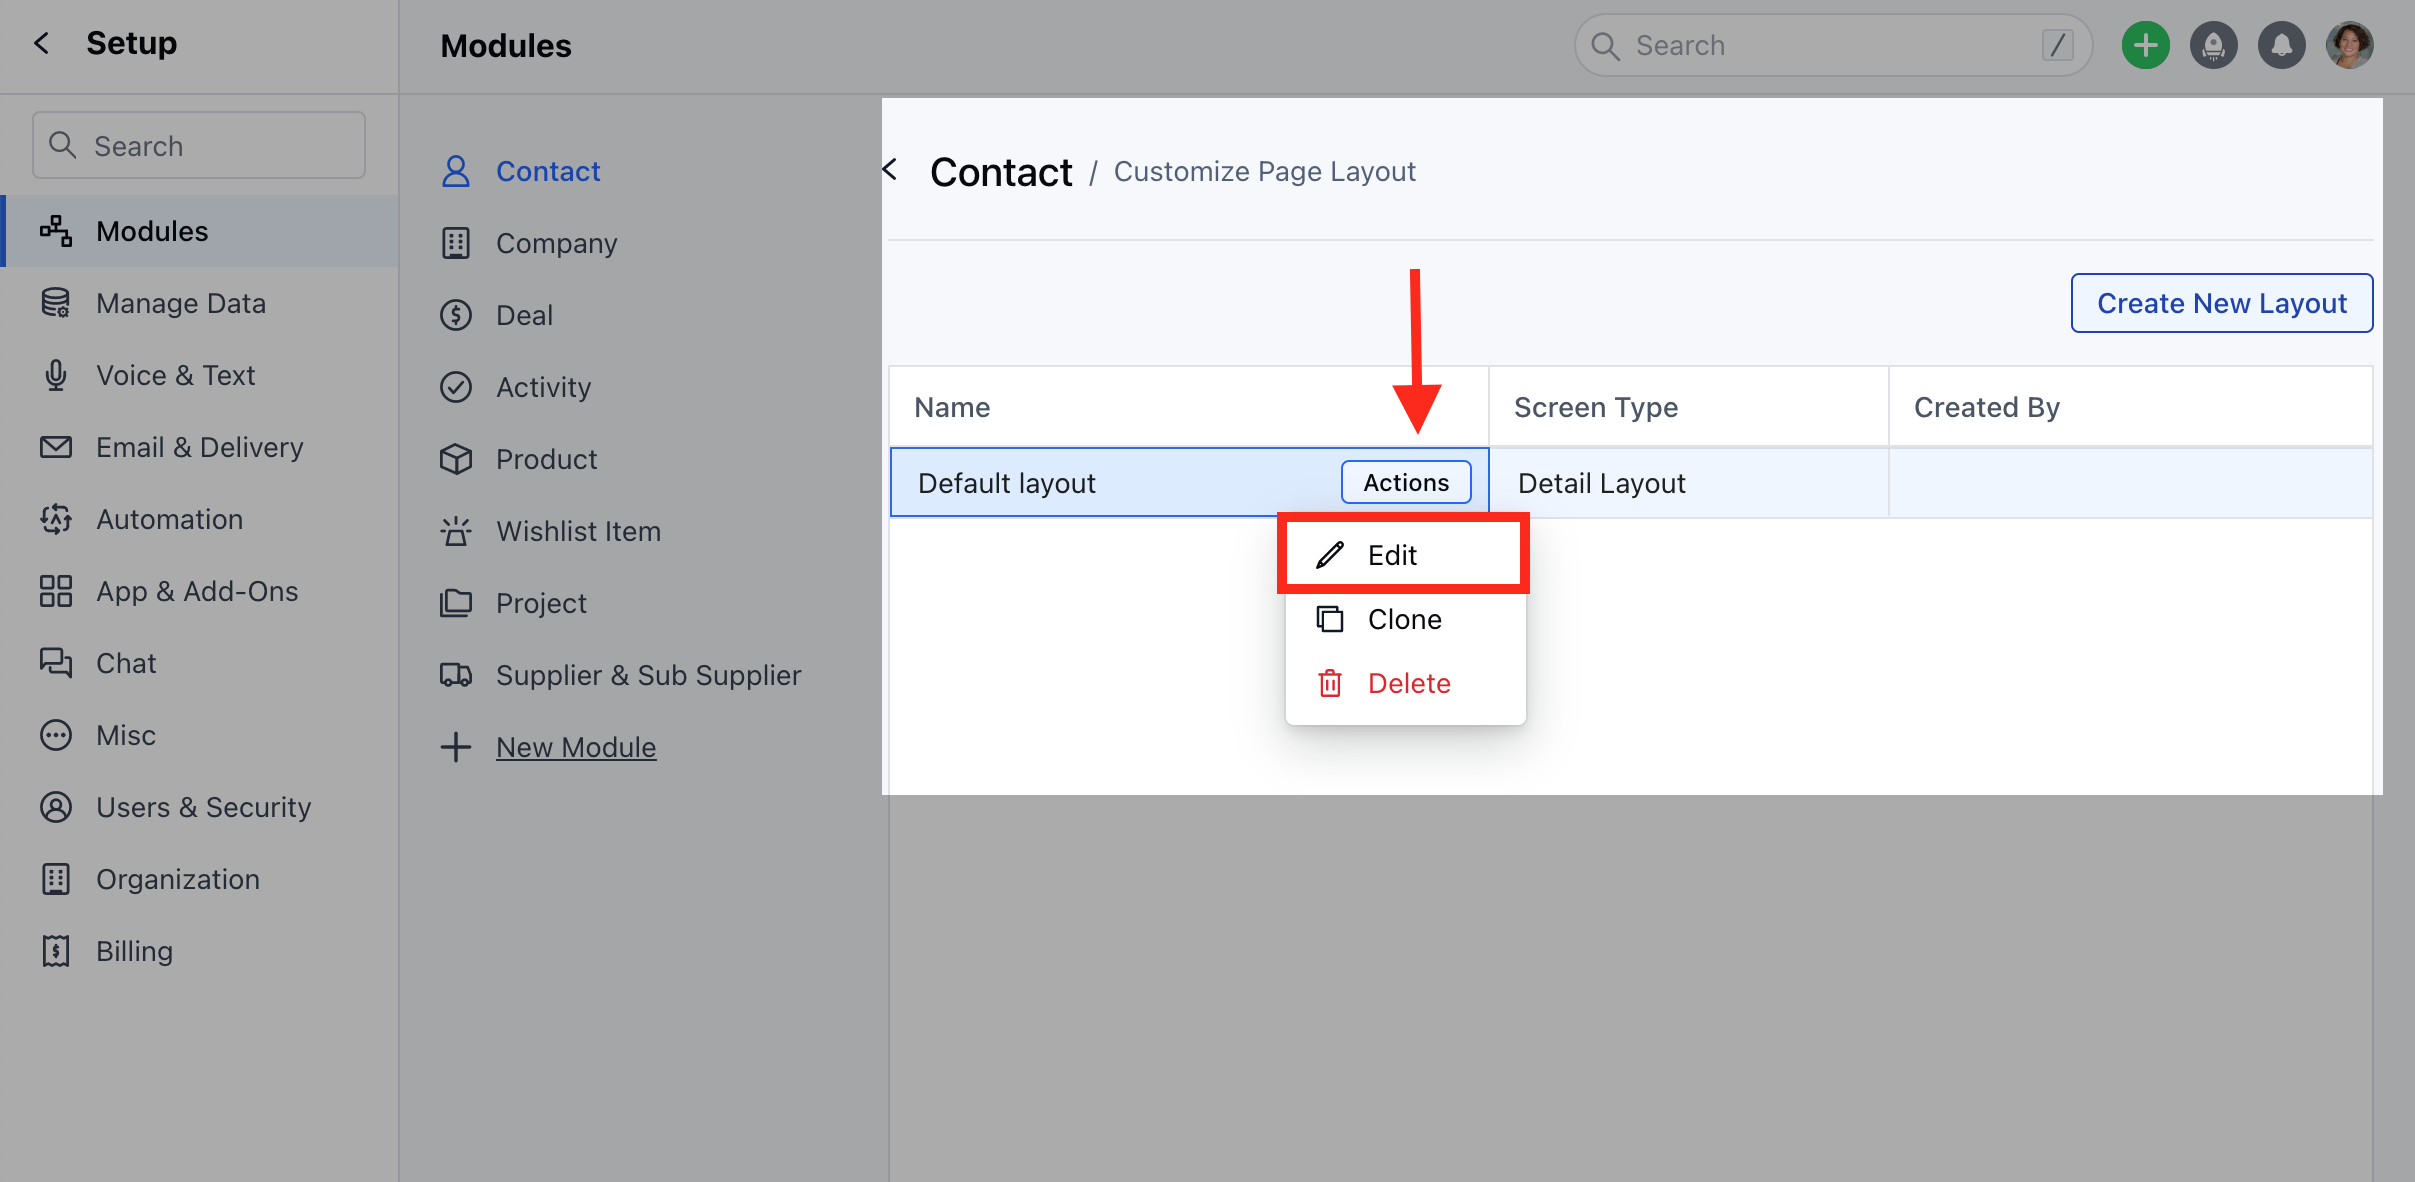 Setup
Modules
Search
/
Search
Modules
Manage Data
Voice & Text
Email & Delivery
Automation
App & Add-Ons
Chat
Misc
Users & Security
Organization
Billing
Contact
Company
Deal
Activity
Product
Wishlist Item
Project
Supplier & Sub Supplier
New Module
Contact / Customize Page Layout
Create New Layout
Name Screen Type Created By
Default layout Actions Detail Layout
Edit
Clone
Delete